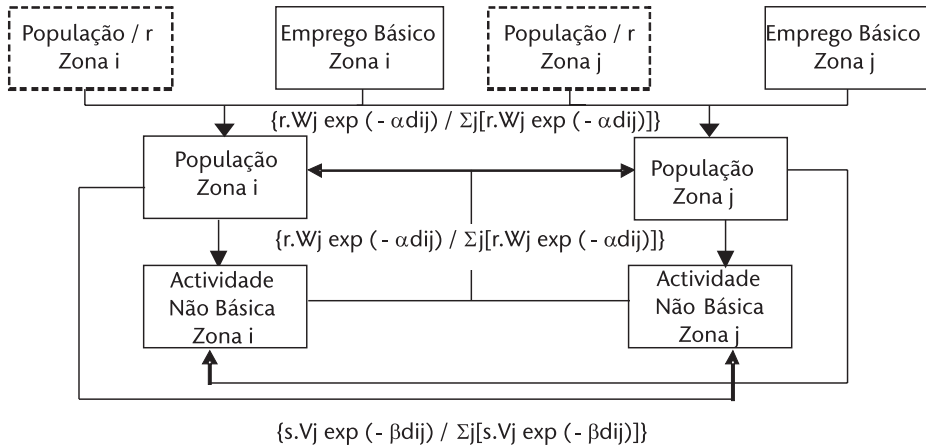 População / r
Zona i
Emprego Básico
Zona i
População / r
Zona j
Emprego Básico
Zona j
{r.Wj exp ( - αdij) / Σj[r.Wj exp ( - αdij)]}
População
Zona i
População
Zona j
{r.Wj exp ( - αdij) / Σj[r.Wj exp ( - αdij)]}
Actividade
Não Básica
Zona i
Actividade
Não Básica
Zona j
{s.Vj exp ( - βdij) / Σj[s.Vj exp ( - βdij)]}